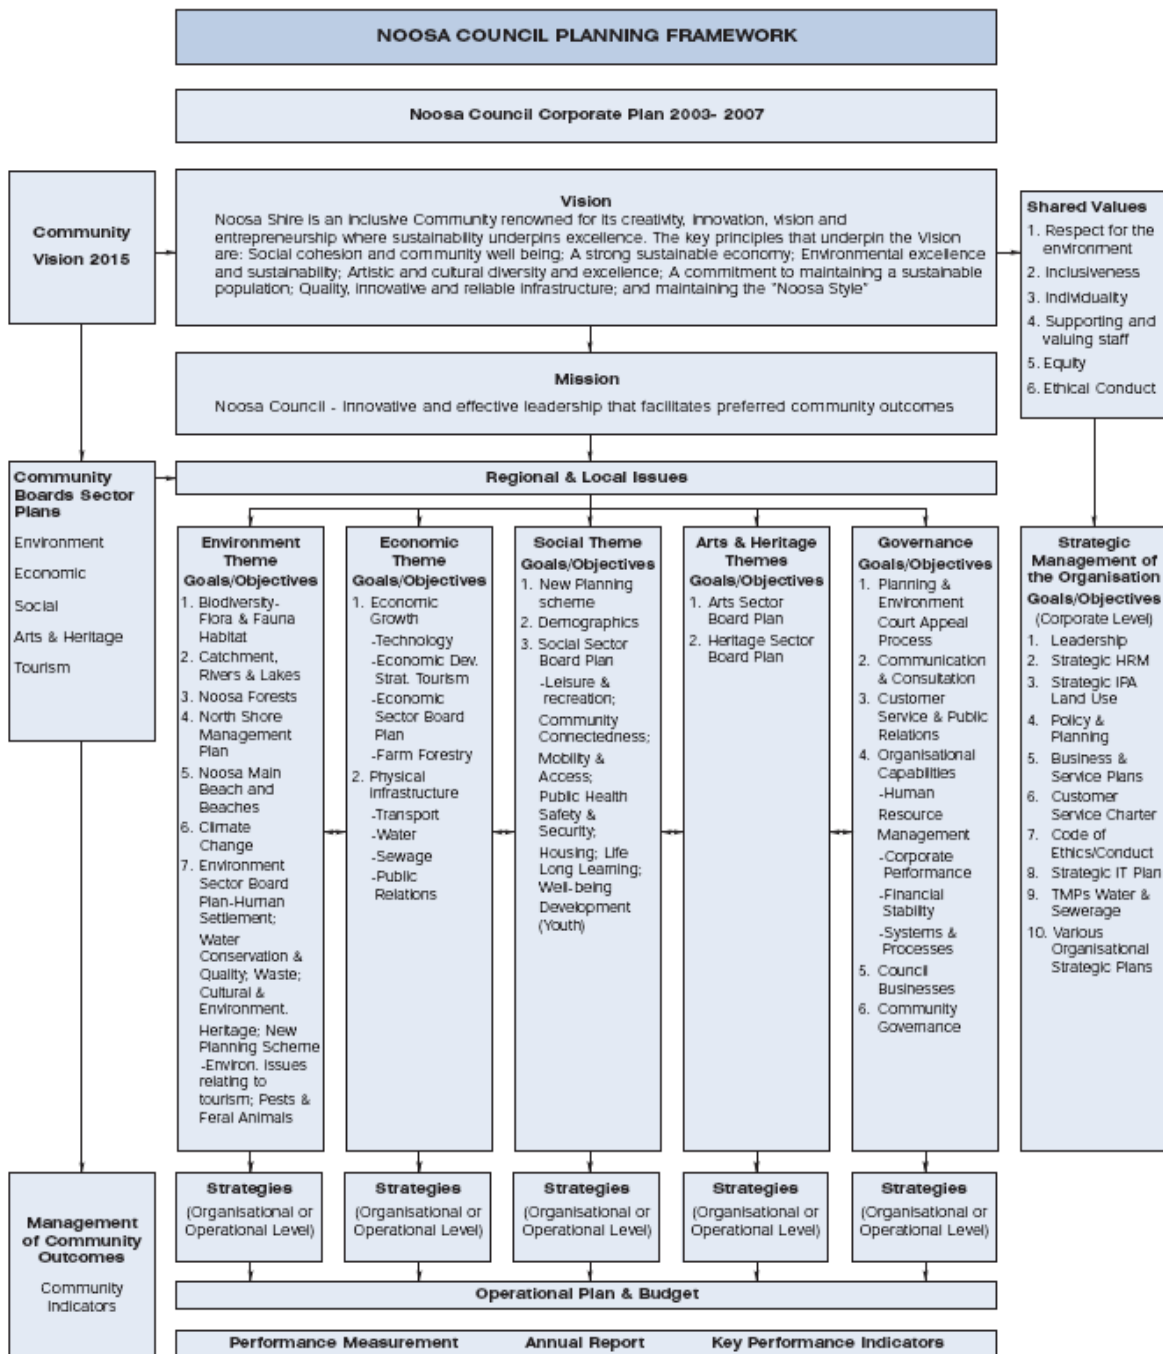 NOOSA COUNCIL PLANNING FRAMEWORK
Noosa Council Corporate Plan 2003- 2007
Community
Vision 2015
Vision
Noosa Shire is an inclusive Community renowned for its creativity, innovation, vision and
entrepreneurship where sustainability underpins excellence. The key principles that underpin the Vision
are: Social cohesion and community well being; A strong sustainable economy; Environmental excellence
and sustainability; Artistic and cultural diversity and excellence; A commitment to maintaining a sustainable
population; Quality, innovative and reliable infrastructure; and maintaining the "Noosa Style"
Shared Values
1. Respect for the
environment
2. Inclusiveness
3. Individuality
4. Supporting and
valuing staff
5. Equity
6. Ethical Conduct
Mission
Noosa Council - Innovative and effective leadership that facilitates preferred community outcomes
Community
Boards Sector
Plans
Environment
Economic
Social
Arts & Heritage
Tourism
Regional & Local Issues
Environment
Theme
Goals/Objectives
1. Biodiversity-
Flora & Fauna
Habitat
2. Catchment,
Rivers & Lakes
3. Noosa Forests
4. North Shore
Management
Plan
5. Noosa Main
Beach and
Beaches
6. Climate
Change
7. Environment
Sector Board
Plan-Human
Settlement;
Water
Conservation &
Quality; Waste;
Cultural &
Environment.
Heritage; New
Planning Scheme
-Environ. issues
relating to
tourism; Pests &
Feral Animals
Economic
Theme
Goals/Objectives
1. Economic
Growth
-Technology
-Economic Dev.
Strat. Tourism
-Economic
Sector Board
Plan
-Farm Forestry
2. Physical
Infrastructure
-Transport
-Water
-Sewage
-Public
Relations
Social Theme
Goals/Objectives
1. New Planning
scheme
2. Demographics
3. Social Sector
Board Plan
-Leisure &
recreation;
Community
Connectedness;
Mobility &
Access;
Public Health
Safety &
Security;
Housing; Life
Long Learning;
Well-being
Development
(Youth)
Arts & Heritage
Themes
Goals/Objectives
1. Arts Sector
Board Plan
2. Heritage Sector
Board Plan
Governance
Goals/Objectives
1. Planning &
Environment
Court Appeal
Process
2. Communication
& Consultation
3. Customer
Service & Public
Relations
4. Organisational
Capabilities
-Human
Resource
Management
-Corporate
Performance
-Financial
Stability
-Systems &
Processes
5. Council
Businesses
6. Community
Governance
Strategic
Management of
the Organisation
Goals/Objectives
(Corporate Level)
1. Leadership
2. Strategic HRM
3. Strategic IPA
Land Use
4. Policy &
Planning
5. Business &
Service Plans
6. Customer
Service Charter
7. Code of
Ethics/Conduct
8. Strategic IT Plan
9. TMPs Water &
Sewerage
10. Various
Organisational
Strategic Plans
Management
of Community
Outcomes
Community
Indicators
Strategies
(Organisational or
Operational Level)
Strategies
(Organisational or
Operational Level)
Strategies
(Organisational or
Operational Level)
Strategies
(Organisational or
Operational Level)
Strategies
(Organisational or
Operational Level)
Operational Plan & Budget
Performance Measurement Annual Report Key Performance Indicators